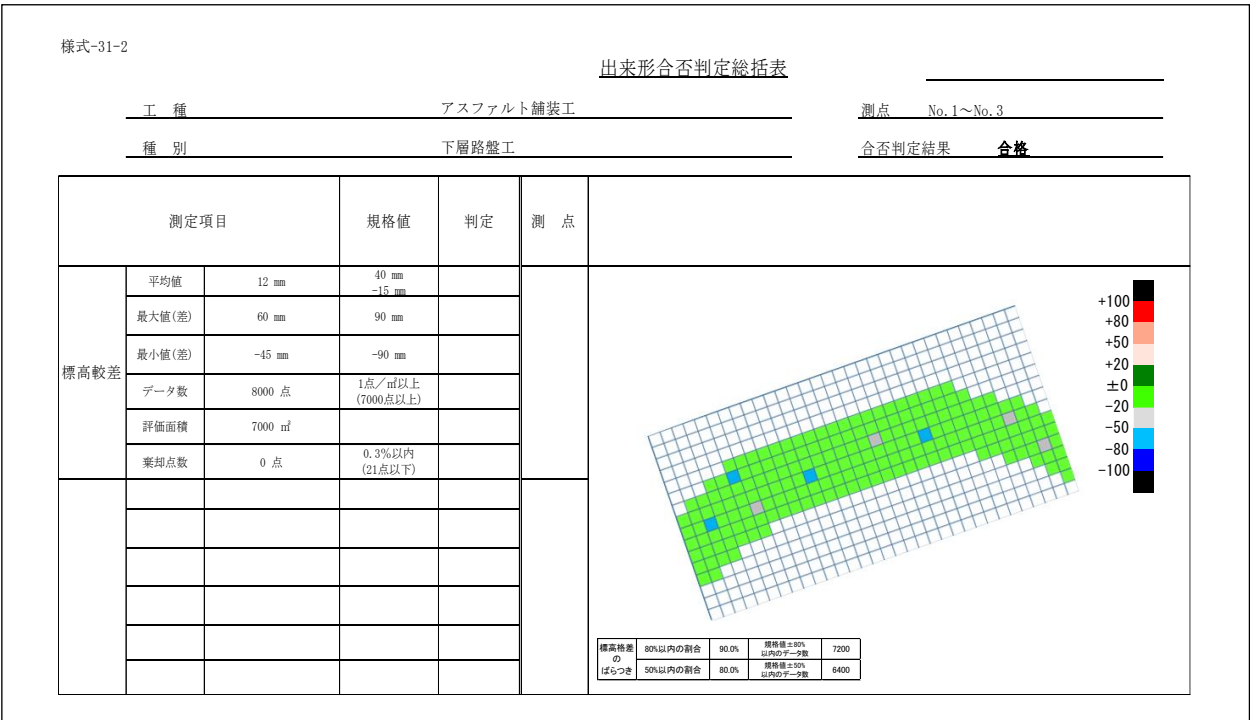 様式-31-2
出来形合否判定総括表
工 種 アスファルト舗装工 測点 No.1~No.3
種 別 下層路盤工 合否判定結果 合格
測定項目 規格値 判定 測 点
標高較差
平均値 12 ㎜ 40 ㎜
-15 ㎜
最大値(差) 60 ㎜ 90 ㎜
最小値(差) -45 ㎜ -90 ㎜
データ数 8000 点 1点/㎡以上
(7000点以上)
評価面積 7000 ㎡
棄却点数 0 点 0.3%以内
(21点以下)
+100
+80
+50
+20
±0
-20
-50
-80
-100
標高格差
の
ばらつき
80%以内の割合 90.0% 規格値±80%
以内のデータ数 7200
50%以内の割合 80.0% 規格値±50%
以内のデータ数 6400